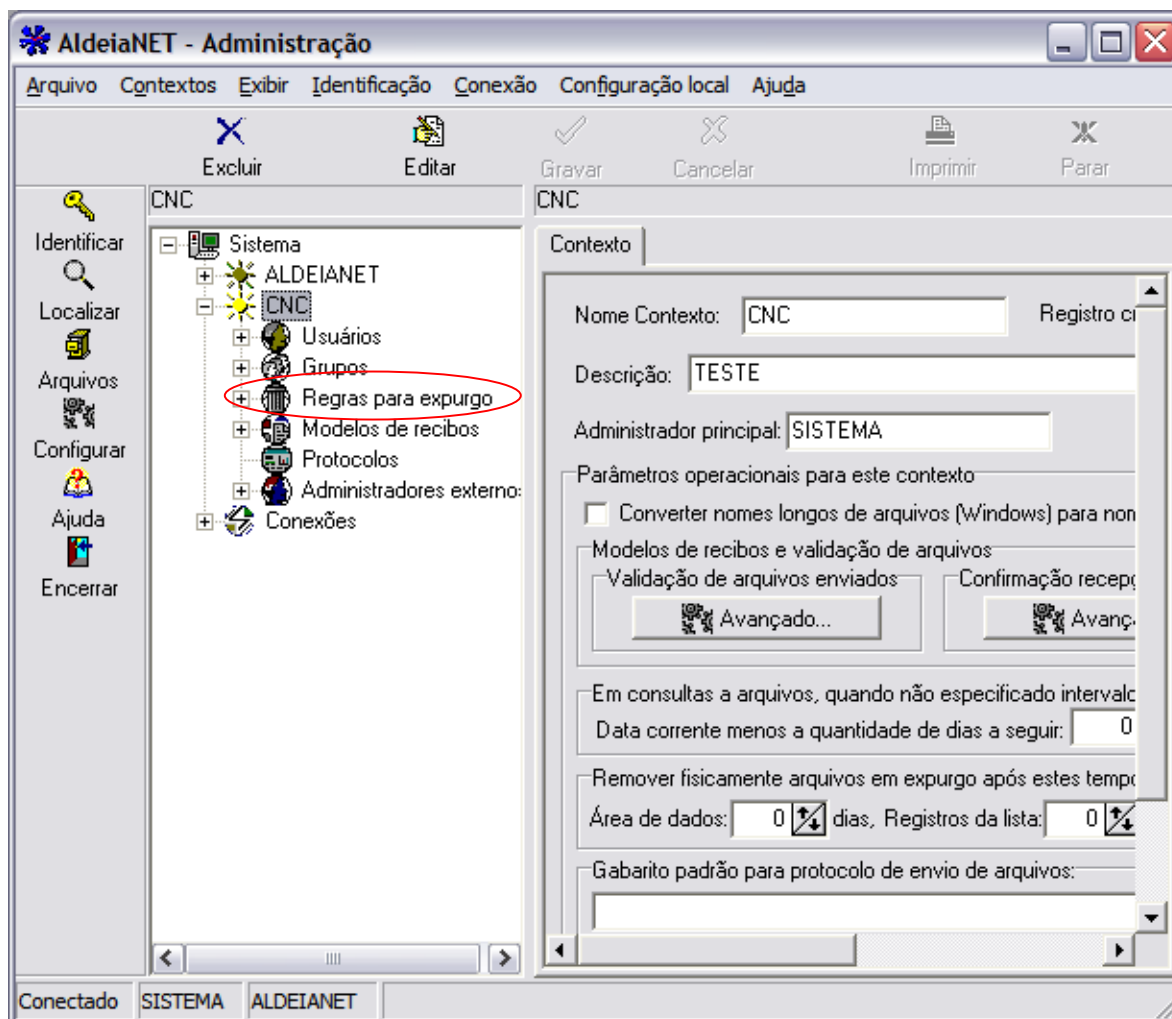 AldeiaNET - Administração
Arquivo Contextos Exibir Identificação Conexão Configuração local Ajuda
Excluir Editar Gravar Cancelar Imprimir Parar
Identificar
Localizar
Arquivos
Configurar
Ajuda
Encerrar
CNC
Sistema
ALDEIANET
CNC
Usuários
Grupos
Regras para expurgo
Modelos de recibos
Protocolos
Administradores externo
Conexões
CNC
Contexto
Nome Contexto: CNC Registro
Descrição: TESTE
Administrador principal: SISTEMA
Parâmetros operacionais para este contexto
Converter nomes longos de arquivos (Windows) para
Modelos de recibos e validação de arquivos
Validação de arquivos enviados Confirmação
Avançado...
Em consultas a arquivos, quando não especificado
Data corrente menos a quantidade de dias a seguir: 0
Remover fisicamente arquivos em expurgo após estes
Área de dados: 0 dias, Registros da lista: 0
Gabarito padrão para protocolo de envio de arquivos:
Conectado SISTEMA ALDEIANET